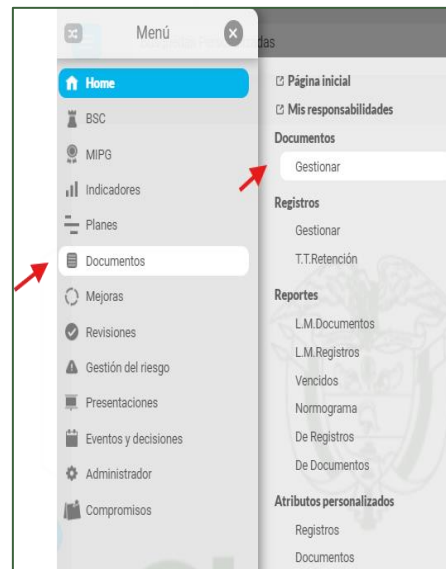 Menú
das
Home
BSC
MIPG
Indicadores
Planes
Documentos
Mejoras
Revisiones
Gestión del riesgo
Presentaciones
Eventos y decisiones
Administrador
Compromisos
Página inicial
Mis responsabilidades
Documentos
Gestionar
Registros
Gestionar
T.T.Retención
Reportes
L.M.Documentos
L.M.Registros
Vencidos
Normograma
De Registros
De Documentos
Atributos personalizados
Registros
Documentos